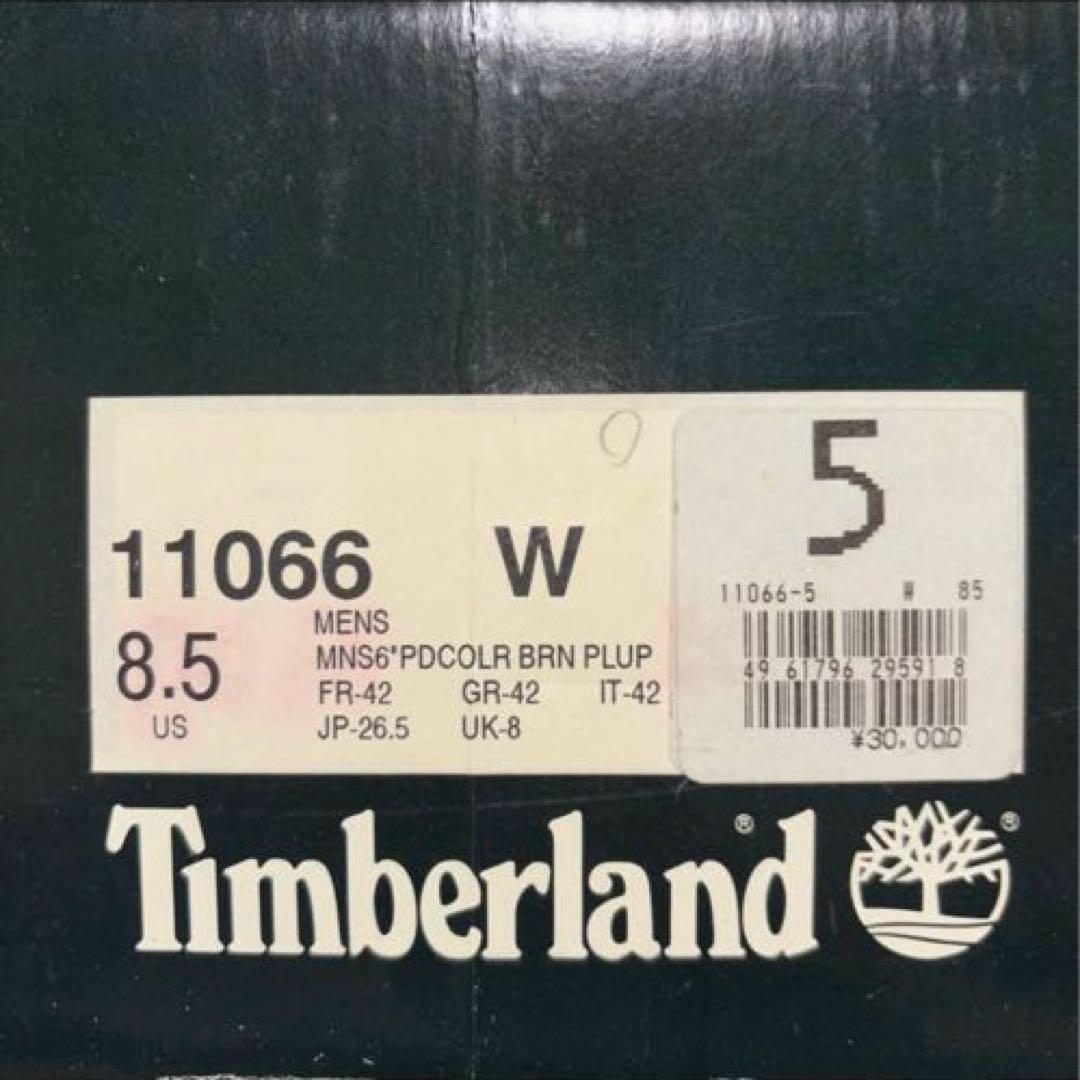 5
11066 W
11066-5 W 85
MENS
8.5
MNS6"PDCOLR BRN PLUP
49 61796 29591 8
FR-42 GR-42 IT-42
US
JP-26.5 UK-8
¥30,000
Timberland®
®